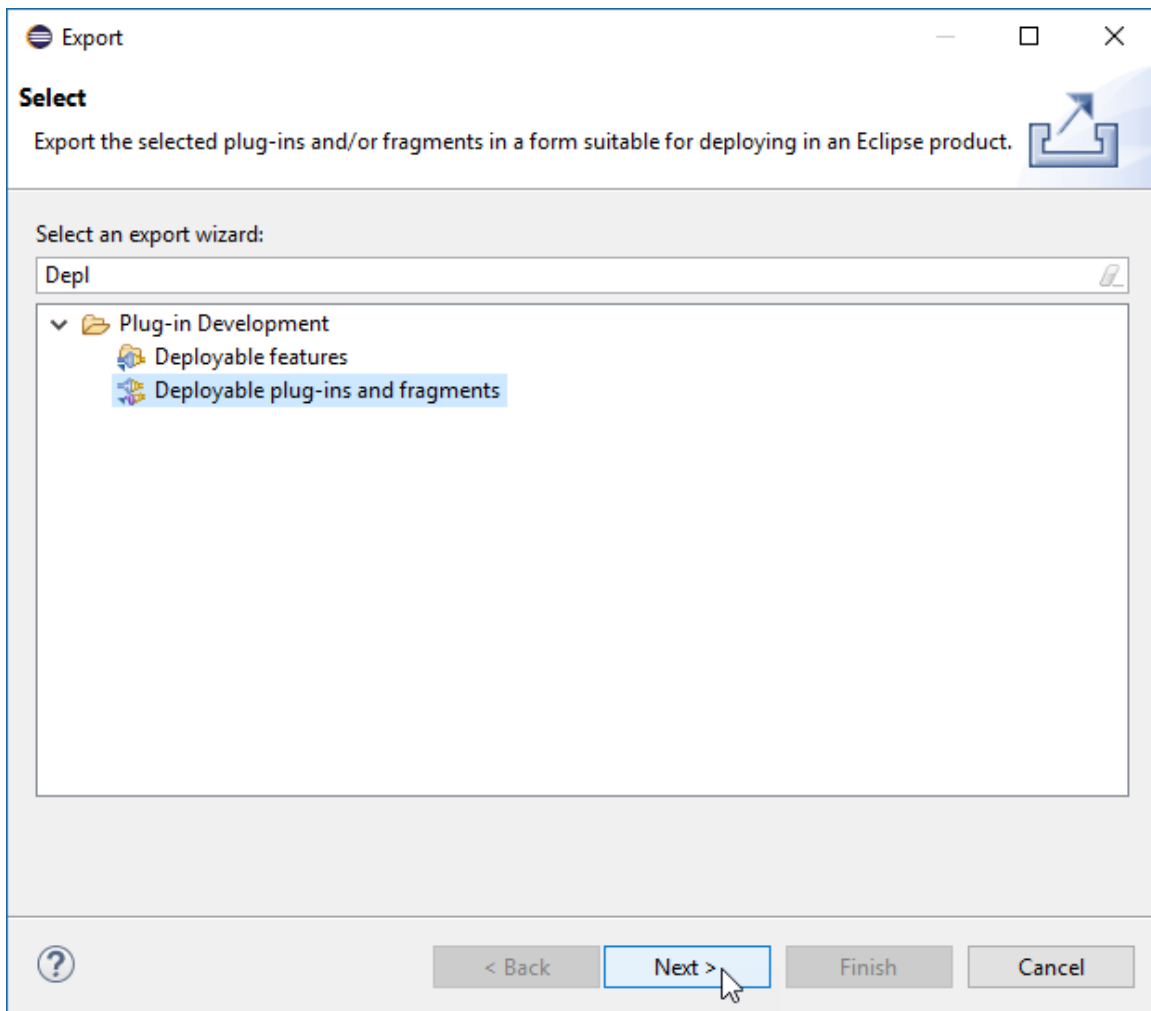 Export
Select
Export the selected plug-ins and/or fragments in a form suitable for deploying in an Eclipse product.
Select an export wizard:
Depl
Plug-in Development
Deployable features
Deployable plug-ins and fragments
? < Back Next > Finish Cancel